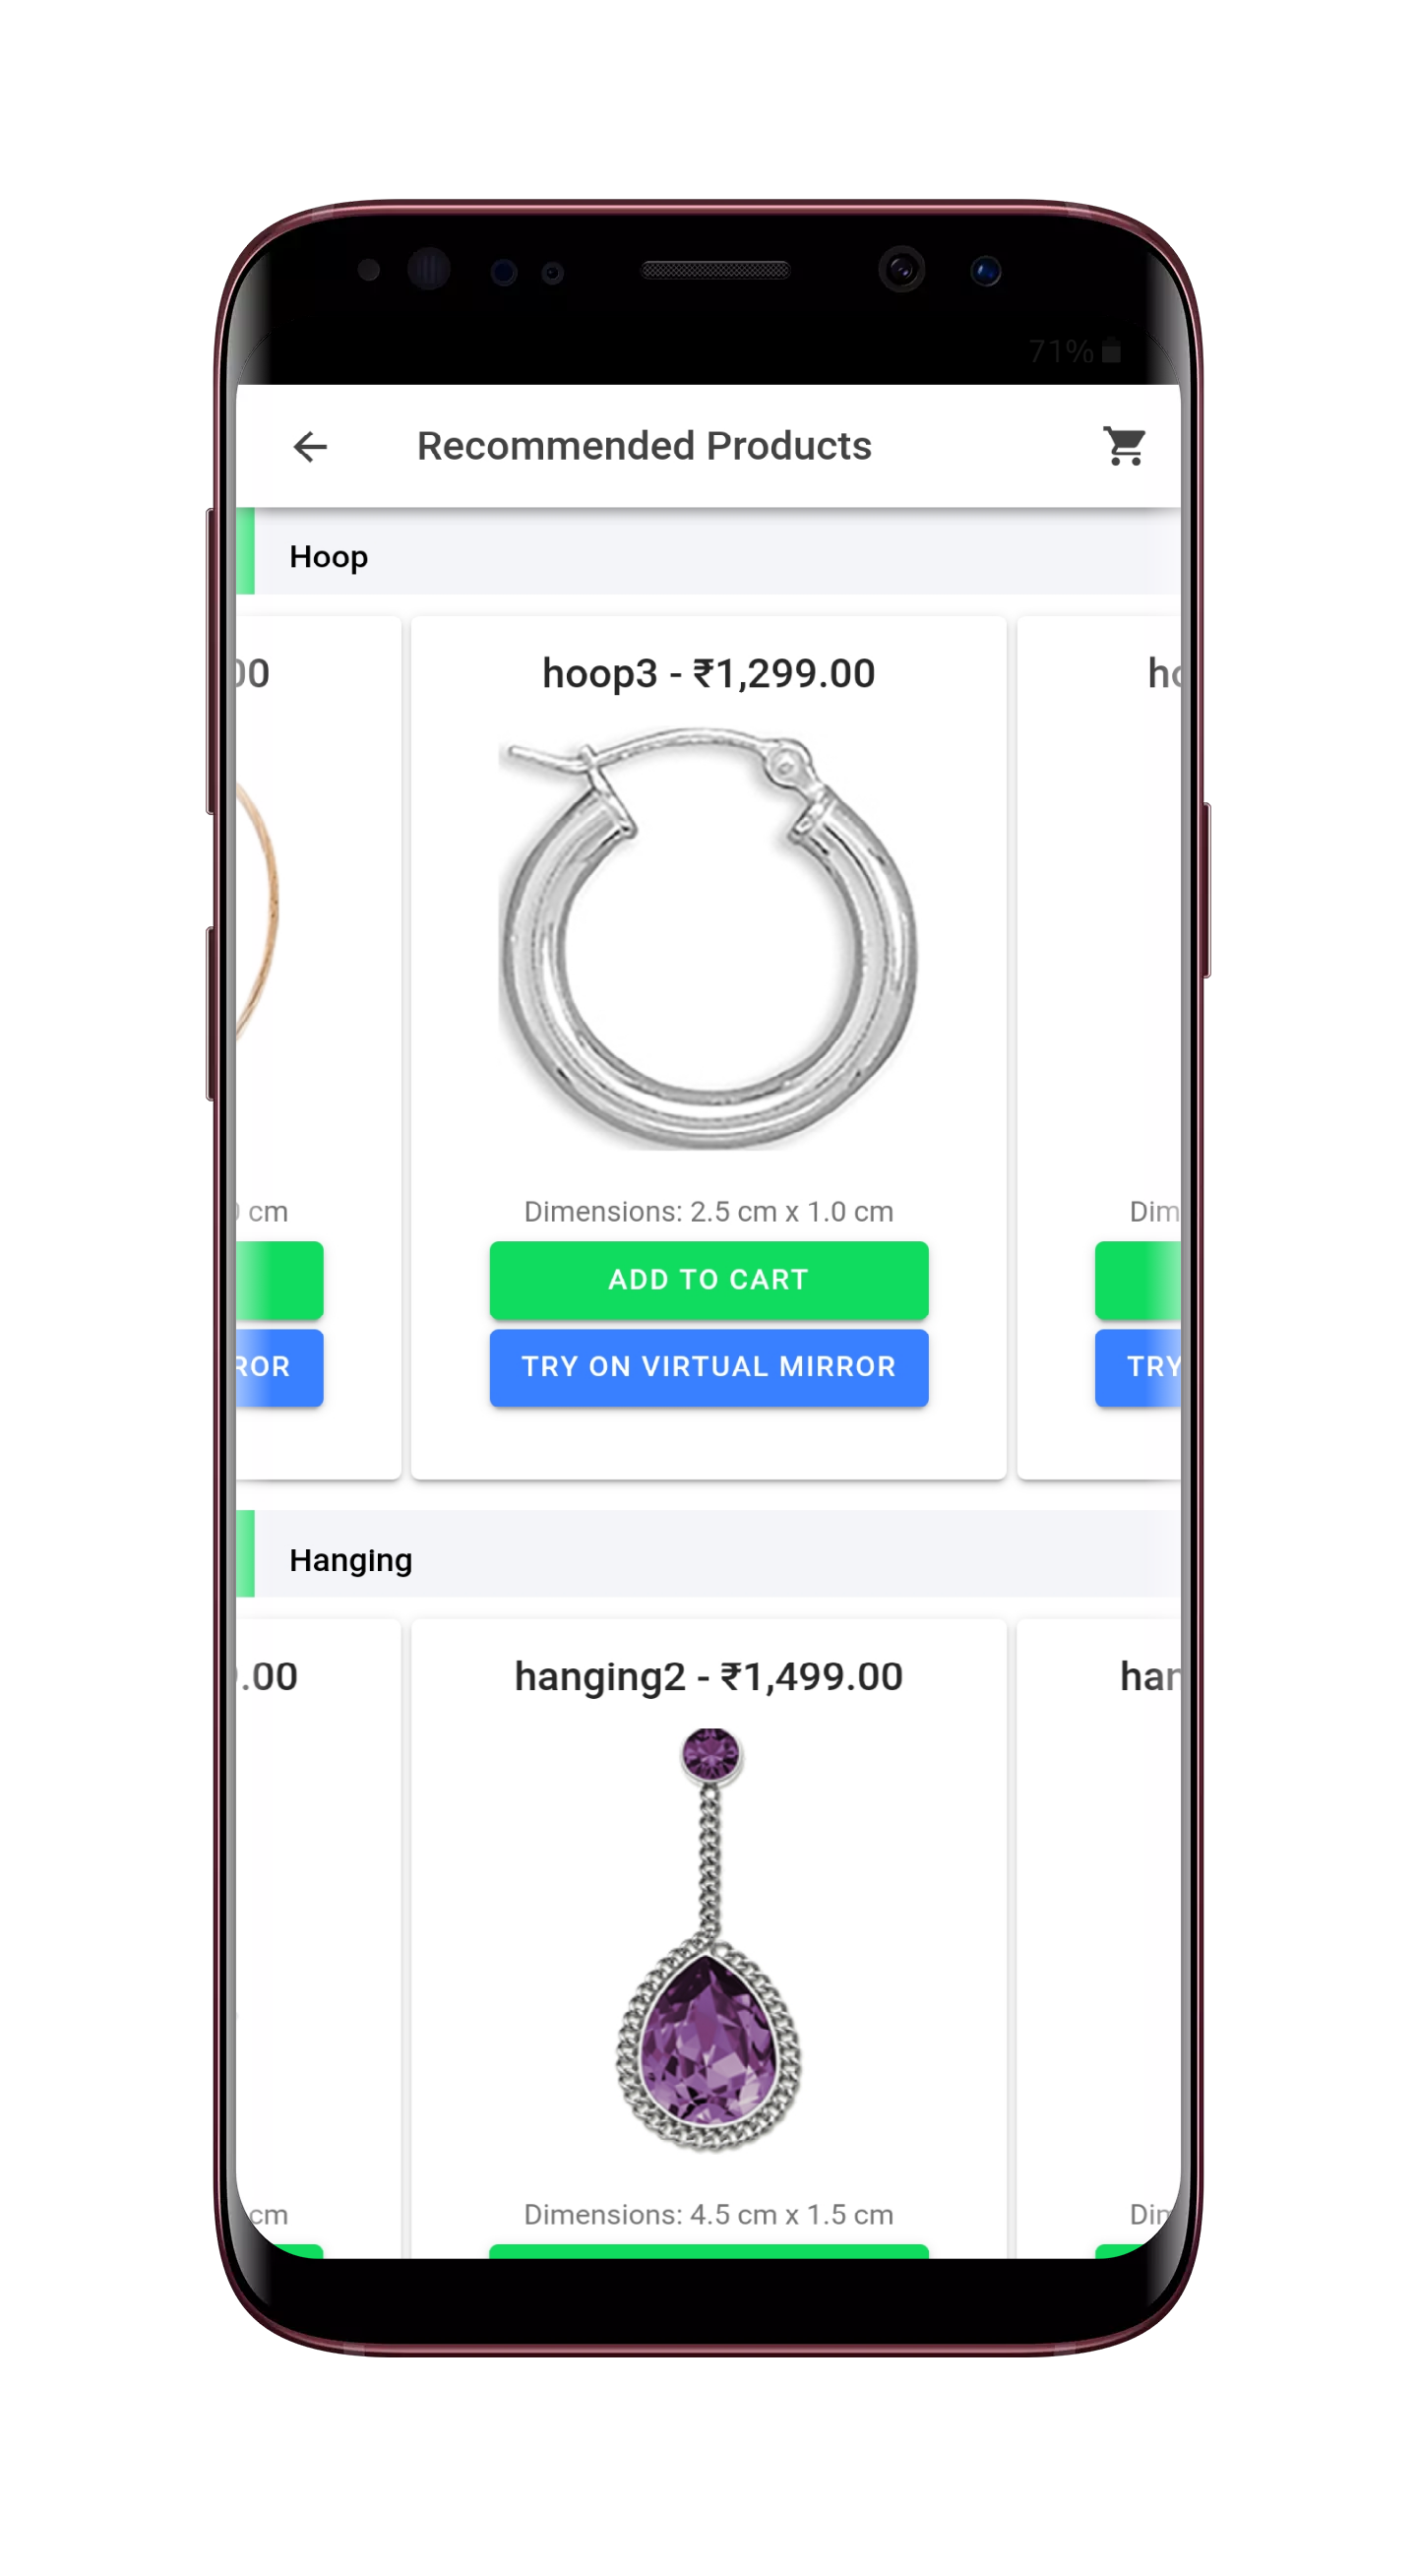 71%
Recommended Products
Hoop
00 hoop3 - ₹1,299.00 ho
cm Dimensions: 2.5 cm x 1.0 cm Dim
ADD TO CART
ROR TRY ON VIRTUAL MIRROR TRY
Hanging
.00 hanging2 - ₹1,499.00 han
cm Dimensions: 4.5 cm x 1.5 cm Dim